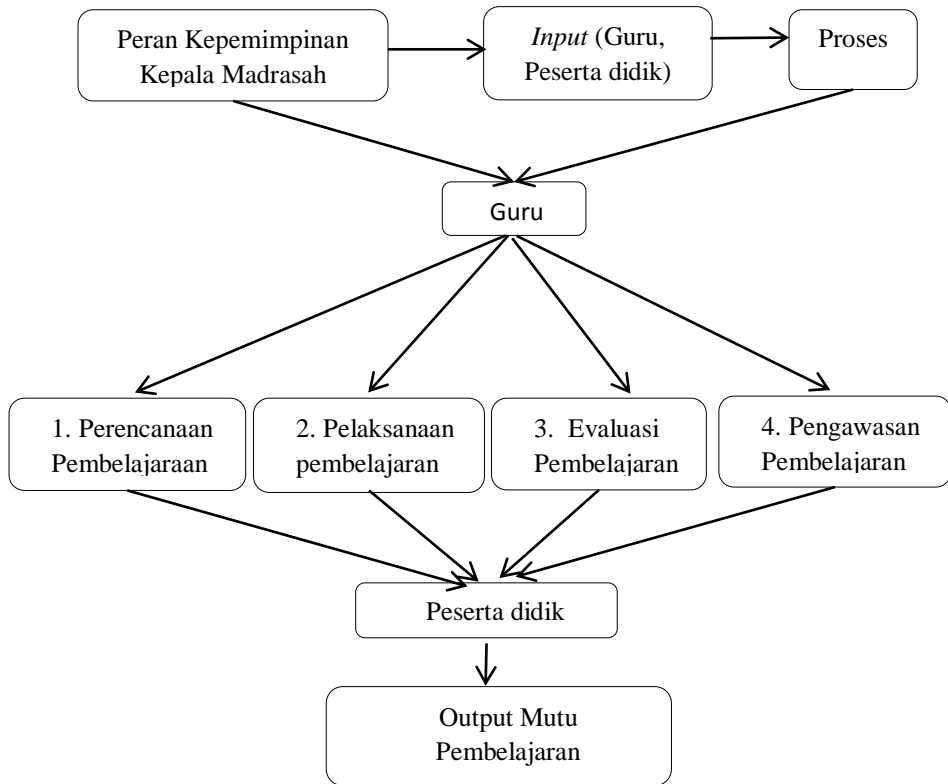 Peran Kepemimpinan
Kepala Madrasah
Input (Guru,
Peserta didik)
Proses
Guru
1. Perencanaan
Pembelajaraan
2. Pelaksanaan
pembelajaran
3. Evaluasi
Pembelajaran
4. Pengawasan
Pembelajaran
Peserta didik
Output Mutu
Pembelajaran